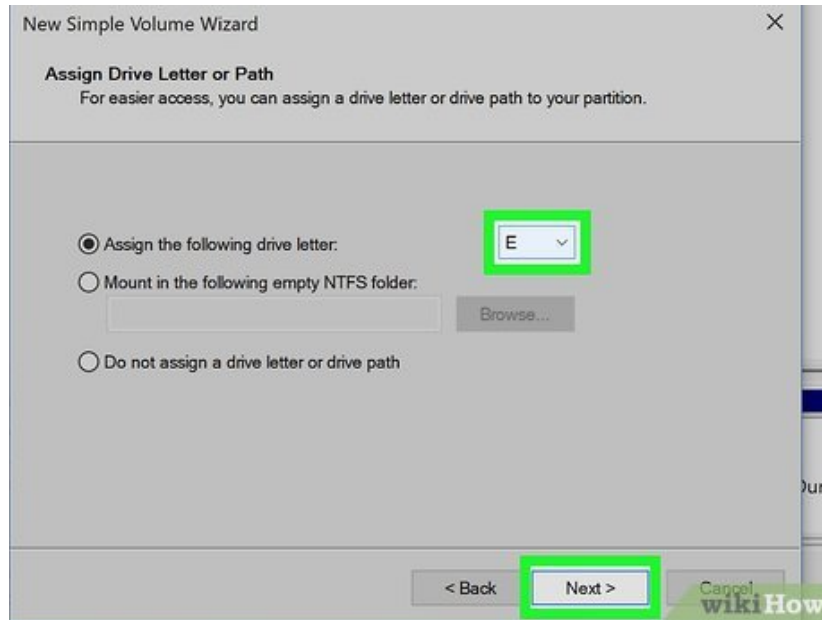 New Simple Volume Wizard
Assign Drive Letter or Path
For easier access, you can assign a drive letter or drive path to your partition.
Assign the following drive letter:
E
Mount in the following empty NTFS folder:
Browse...
Do not assign a drive letter or drive path
< Back
Next >
Cancel
wikiHow